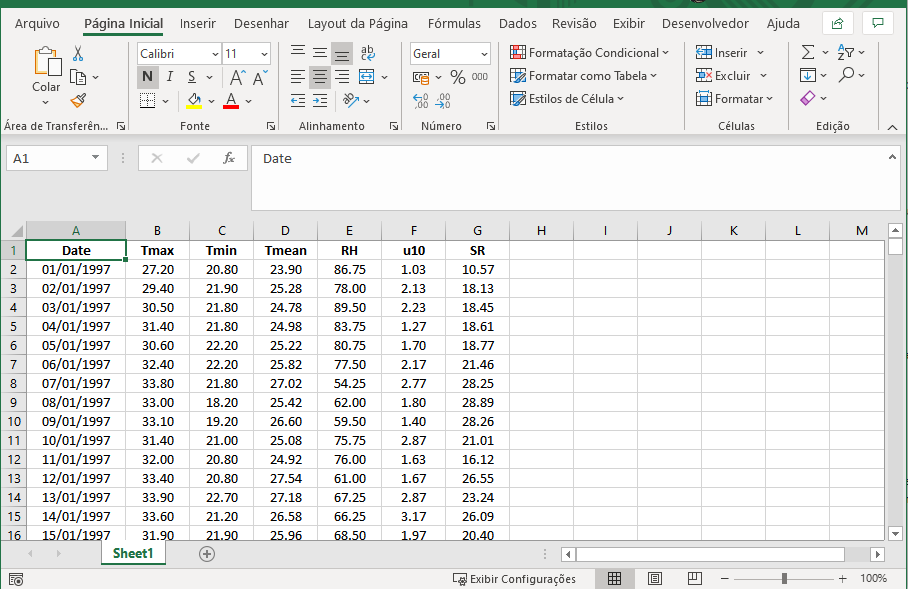 Arquivo Página Inicial Inserir Desenhar Layout da Página Fórmulas Dados Revisão Exibir Desenvolvedor Ajuda
Colar
Área de Transferên...
Calibri 11
N I S A A
A
Fonte
ab
Alinhamento
Geral
% 000
Número
Formatação Condicional
Formatar como Tabela
Estilos de Célula
Estilos
Inserir
Excluir
Formatar
Células
Edição
A1 fx Date
A B C D E F G H I J K L M
1 Date Tmax Tmin Tmean RH u10 SR
2 01/01/1997 27.20 20.80 23.90 86.75 1.03 10.57
3 02/01/1997 29.40 21.90 25.28 78.00 2.13 18.13
4 03/01/1997 30.50 21.80 24.78 89.50 2.23 18.45
5 04/01/1997 31.40 21.80 24.98 83.75 1.27 18.61
6 05/01/1997 30.60 22.20 25.22 80.75 1.70 18.77
7 06/01/1997 32.40 22.20 25.82 77.50 2.17 21.46
8 07/01/1997 33.80 21.80 27.02 54.25 2.77 28.25
9 08/01/1997 33.00 18.20 25.42 62.00 1.80 28.89
10 09/01/1997 33.10 19.20 26.60 59.50 1.40 28.26
11 10/01/1997 31.40 21.00 25.08 75.75 2.87 21.01
12 11/01/1997 32.00 20.80 24.92 76.00 1.63 16.12
13 12/01/1997 33.40 20.80 27.54 61.00 1.67 26.55
14 13/01/1997 33.90 22.70 27.18 67.25 2.87 23.24
15 14/01/1997 33.60 21.20 26.58 66.25 3.17 26.09
16 15/01/1997 31.90 21.90 25.96 68.50 1.97 20.40
Sheet1
Exibir Configurações 100%